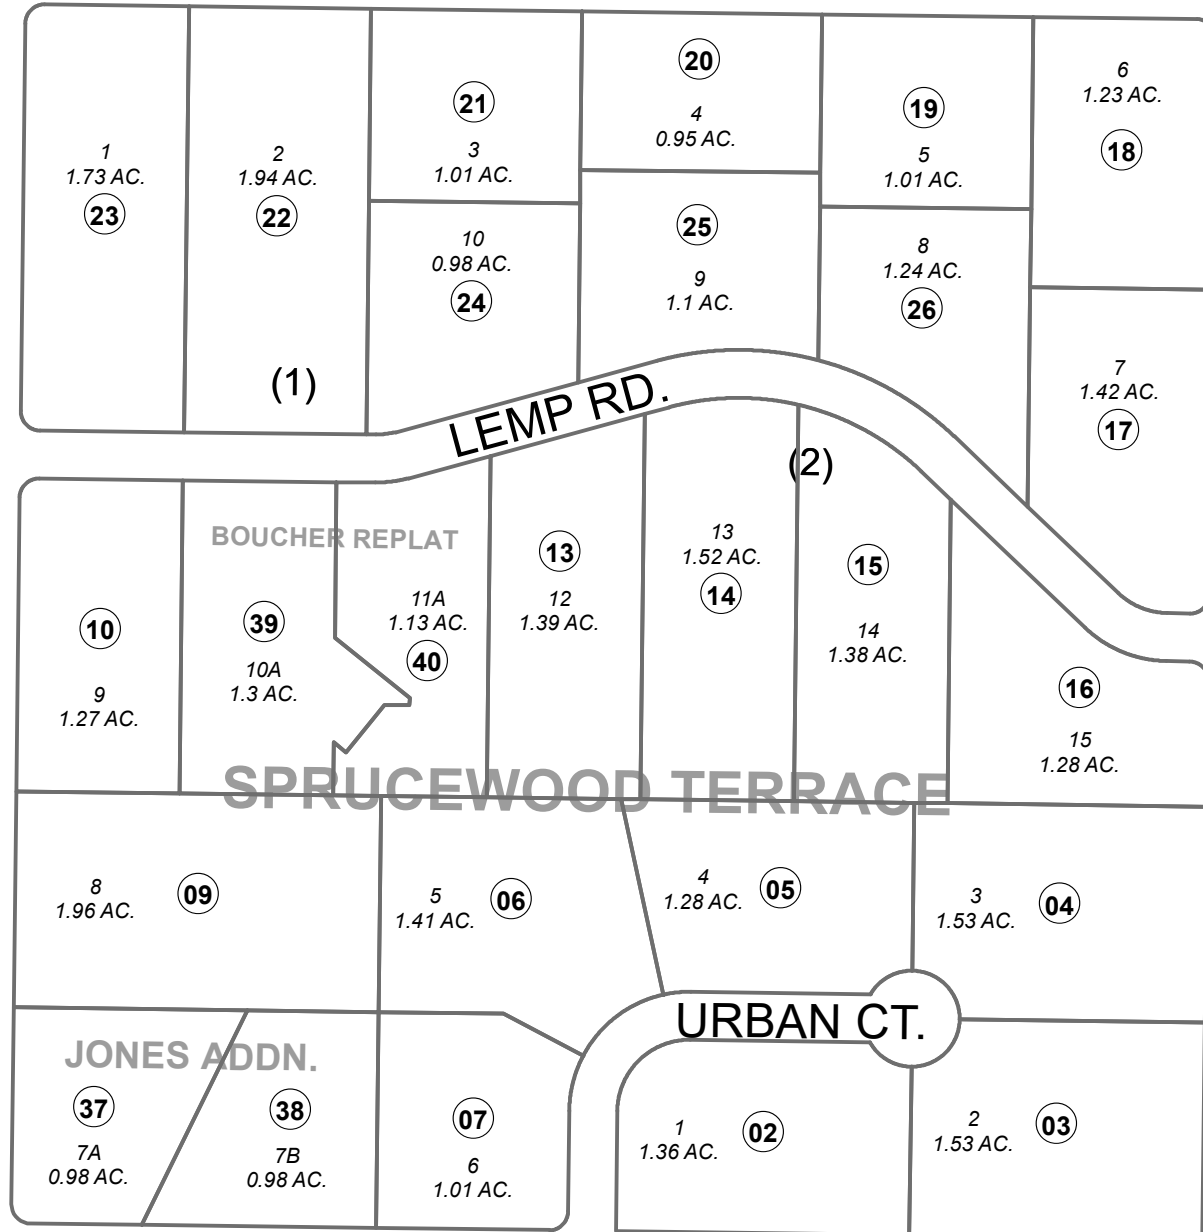 1
1.73 AC.
23
2
1.94 AC.
22
21
3
1.01 AC.
20
4
0.95 AC.
19
5
1.01 AC.
6
1.23 AC.
18
10
0.98 AC.
24
25
9
1.1 AC.
8
1.24 AC.
26
7
1.42 AC.
17
(1)
LEMP RD.
(2)
BOUCHER REPLAT
10
9
1.27 AC.
39
10A
1.3 AC.
11A
1.13 AC.
40
13
12
1.39 AC.
13
1.52 AC.
14
15
14
1.38 AC.
16
15
1.28 AC.
SPRUCEWOOD TERRACE
8
1.96 AC.
09
5
1.41 AC.
06
4
1.28 AC.
05
3
1.53 AC.
04
URBAN CT.
JONES ADDN.
37
7A
0.98 AC.
38
7B
0.98 AC.
07
6
1.01 AC.
1
1.36 AC.
02
2
1.53 AC.
03